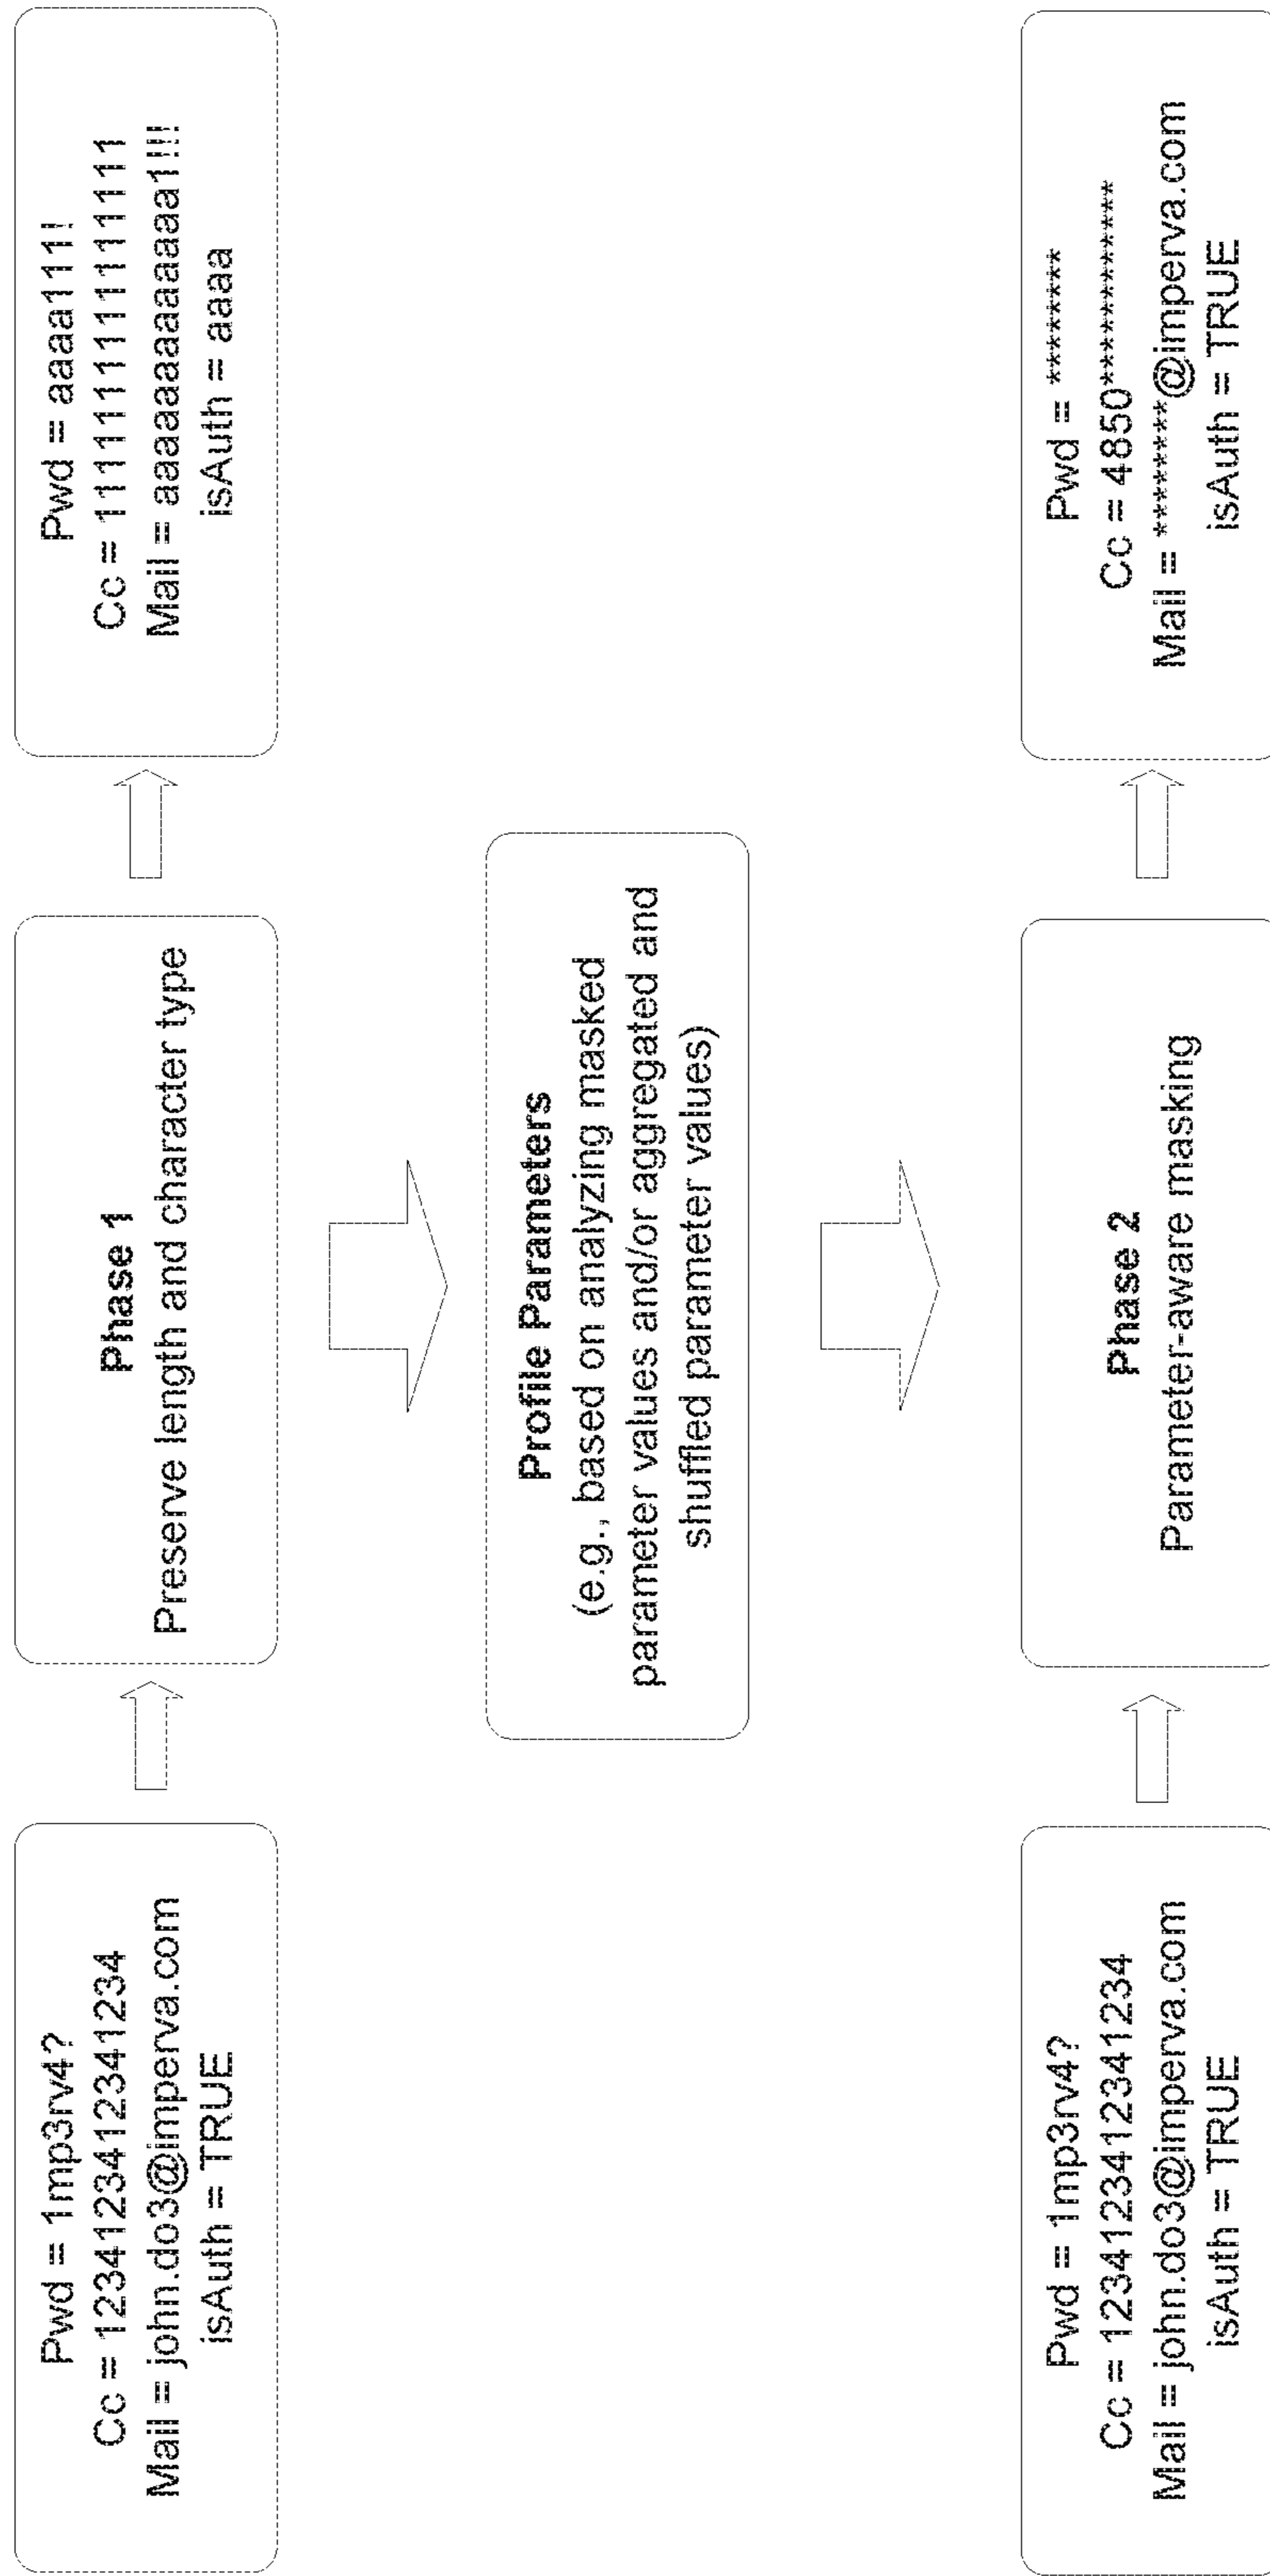 Pwd = 1mp3rv4?
Cc = 1234123412341234
Mail = john.do3@imperva.com
isAuth = TRUE
Phase 1
Preserve length and character type
Pwd = aaaa111!
Cc = 1111111111111111
Mail = aaaaaaaaaaaaaaaa1!!!
isAuth = aaaa
Profile Parameters
(e.g., based on analyzing masked
parameter values and/or aggregated and
shuffled parameter values)
Pwd = 1mp3rv4?
Cc = 1234123412341234
Mail = john.do3@imperva.com
isAuth = TRUE
Phase 2
Parameter-aware masking
Pwd = ********
Cc = 4850************
Mail = ********@imperva.com
isAuth = TRUE